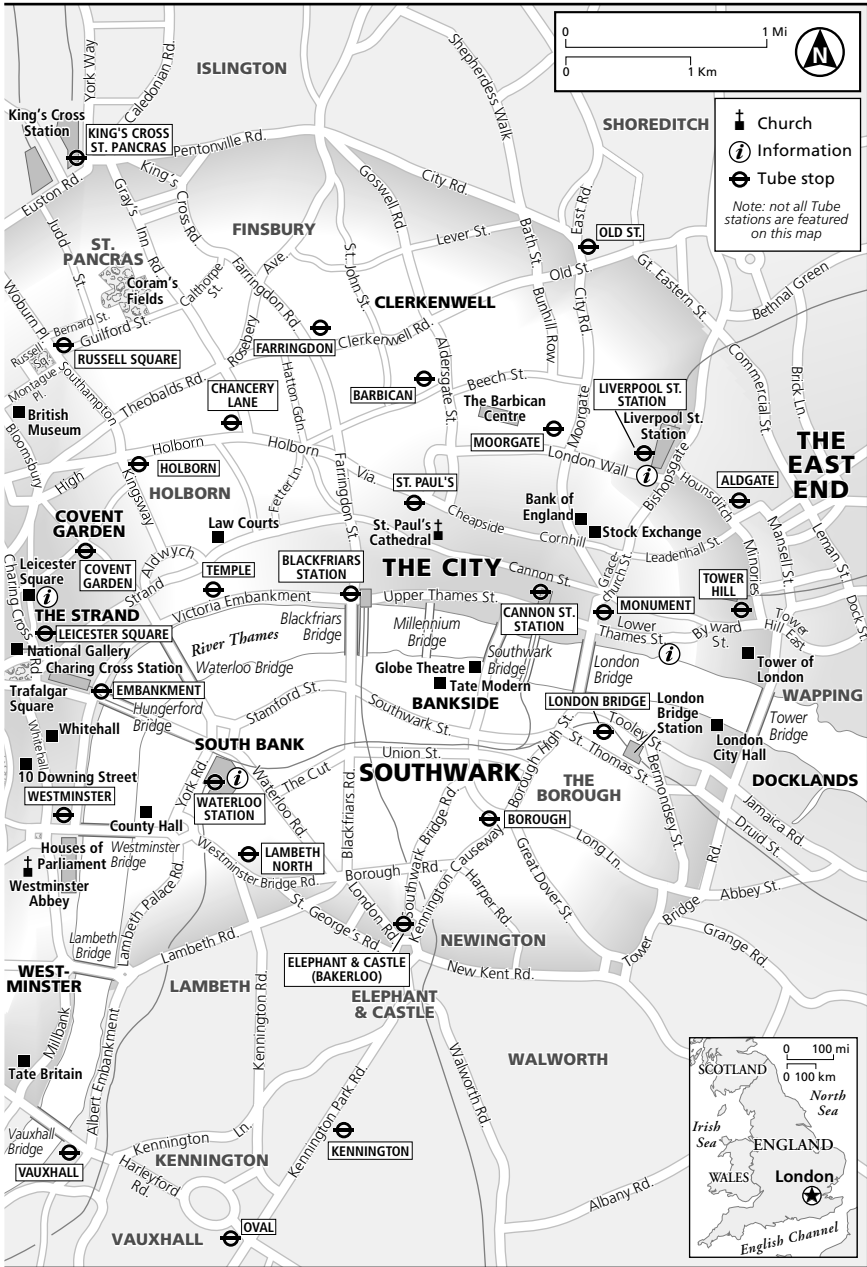 0 1 Mi
0 1 Km
N
Church
Information
Tube stop
Note: not all Tube
stations are featured
on this map
ISLINGTON
York Way
Caledonian Rd.
Shepherdess Walk
SHOREDITCH
King's Cross
Station
KING'S CROSS
ST. PANCRAS
Pentonville Rd.
Euston Rd.
King's
Cross Rd.
Gray's
Inn Rd.
Judd
St.
City Rd.
Goswell Rd.
East Rd.
OLD ST.
FINSBURY
Lever St.
Bath St.
ST.
PANCRAS
Coram's
Fields
Calthorpe
St.
Farringdon Rd.
Ave.
Rosebery
St. John St.
Old St.
City Rd.
Gt. Eastern St.
Bethnal Green
CLERKENWELL
Bunhill Row
Woburn Pl.
Bernard St.
Guilford St.
Russell
Sq.
RUSSELL SQUARE
FARRINGDON
Clerkenwell Rd.
Aldersgate St.
Commercial St.
Montague
Pl.
Southampton
Theobalds Rd.
Hatton Gdn.
BARBICAN
Beech St.
Moorgate
LIVERPOOL ST.
STATION
Brick Ln.
CHANCERY
LANE
The Barbican
Centre
Liverpool St.
Station
British
Museum
MOORGATE
Bloomsbury
Holborn
Holborn
HOLBORN
London Wall
Bishopsgate
THE
EAST
END
High
Kingsway
HOLBORN
Fetter Ln.
Farringdon St.
Via.
ST. PAUL'S
Hounsditch
ALDGATE
COVENT
GARDEN
Law Courts
St. Paul's
Cathedral
Cheapside
Bank of
England
Stock Exchange
Cornhill
Leadenhall St.
Minories
Mansell St.
Leman St.
Dock St.
Leicester
Square
COVENT
GARDEN
Aldwych
Strand
TEMPLE
BLACKFRIARS
STATION
THE CITY
Cannon St.
Grace-
church St.
TOWER
HILL
Charing Cross
Rd.
THE STRAND
LEICESTER SQUARE
Victoria Embankment
Upper Thames St.
CANNON ST.
STATION
MONUMENT
Lower
Thames St.
Byward
St.
Tower
Hill East
Blackfriars
Bridge
Millennium
Bridge
Southwark
Bridge
London
Bridge
National Gallery
River Thames
Charing Cross Station
Waterloo Bridge
Globe Theatre
Tate Modern
Tower of
London
Trafalgar
Square
EMBANKMENT
BANKSIDE
WAPPING
Hungerford
Bridge
Stamford St.
Southwark St.
LONDON BRIDGE
London
Bridge
Station
Tooley St.
Tower
Bridge
London
City Hall
Whitehall
Whitehall
SOUTH BANK
Union St.
Borough High St.
St. Thomas St.
10 Downing Street
York Rd.
The Cut
SOUTHWARK
THE
BOROUGH
Bermondsey St.
DOCKLANDS
WESTMINSTER
WATERLOO
STATION
Waterloo Rd.
Blackfriars Rd.
BOROUGH
Jamaica Rd.
Druid St.
County Hall
Houses of
Parliament
Westminster
Bridge
LAMBETH
NORTH
Southwark Bridge Rd.
Long Ln.
Westminster
Abbey
Westminster Bridge Rd.
Borough Rd.
Kennington Causeway
Great Dover St.
Harper Rd.
Abbey St.
Lambeth Palace Rd.
St. George's Rd.
London Rd.
Tower Bridge Rd.
Lambeth
Bridge
Lambeth Rd.
NEWINGTON
Grange Rd.
ELEPHANT & CASTLE
(BAKERLOO)
New Kent Rd.
WEST-
MINSTER
LAMBETH
ELEPHANT
& CASTLE
Kennington Rd.
Millbank
Albert Embankment
Walworth Rd.
WALWORTH
Tate Britain
Kennington Park Rd.
Vauxhall
Bridge
Kennington Ln.
KENNINGTON
KENNINGTON
VAUXHALL
Harleyford
Rd.
Albany Rd.
OVAL
VAUXHALL
0 100 mi
0 100 km
SCOTLAND
North
Sea
Irish
Sea
ENGLAND
WALES
London
English Channel